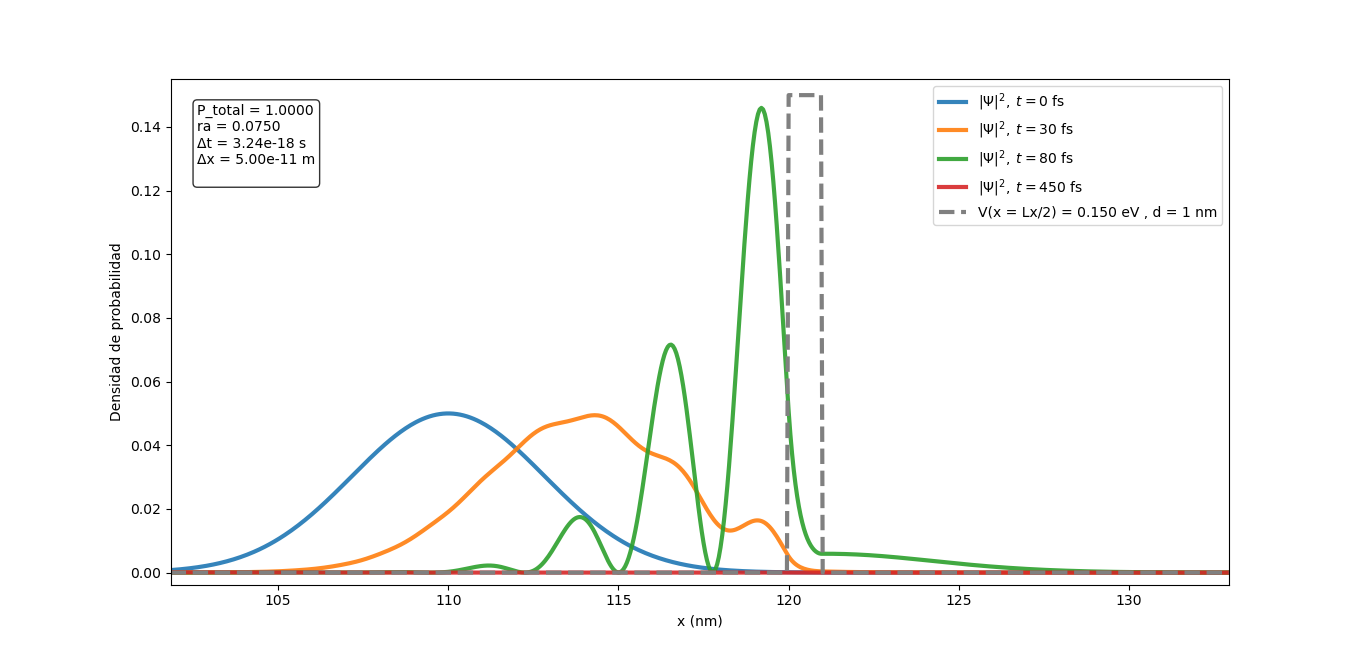 P_total = 1.0000
ra = 0.0750
Δt = 3.24e-18 s
Δx = 5.00e-11 m
|Ψ|², t = 0 fs
|Ψ|², t = 30 fs
|Ψ|², t = 80 fs
|Ψ|², t = 450 fs
V(x = Lx/2) = 0.150 eV , d = 1 nm
Densidad de probabilidad
0.14
0.12
0.10
0.08
0.06
0.04
0.02
0.00
105 110 115 120 125 130
x (nm)